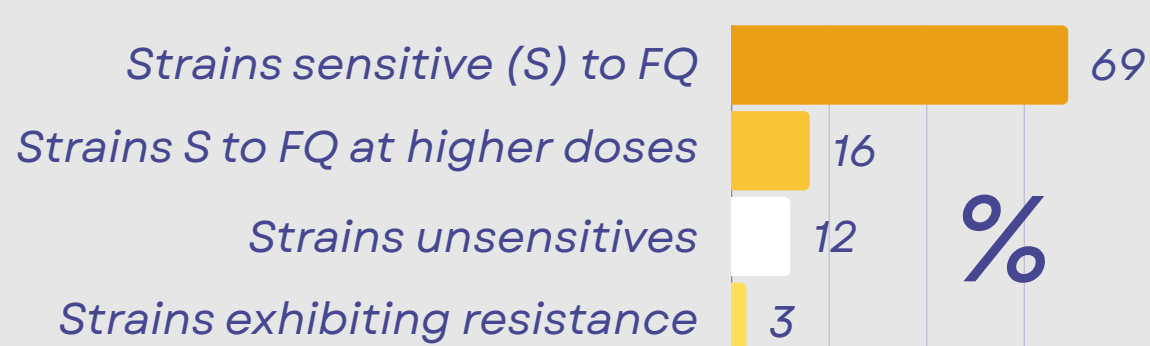 Strains sensitive (S) to FQ 69
Strains S to FQ at higher doses 16
Strains unsensitives 12
%
Strains exhibiting resistance 3